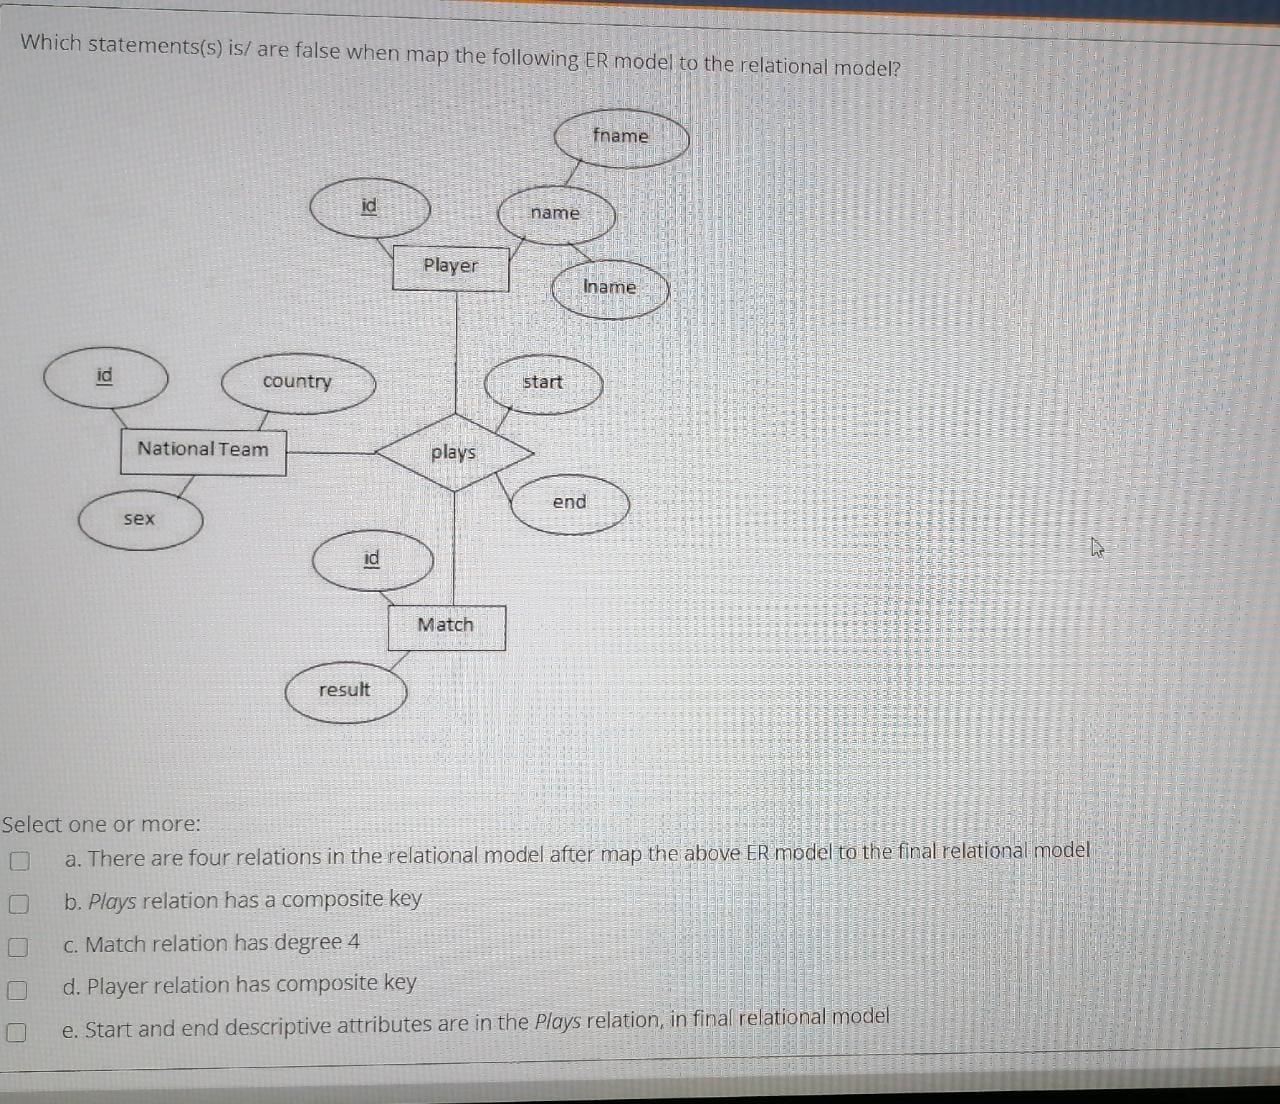 Which statements(s) is/ are false when map the following ER model to the relational model?
fname
id
name
Player
lname
id
country
start
National Team
plays
end
sex
id
Match
result
Select one or more:
a. There are four relations in the relational model after map the above ER model to the final relational model
b. Plays relation has a composite key
c. Match relation has degree 4
d. Player relation has composite key
e. Start and end descriptive attributes are in the Plays relation, in final relational model